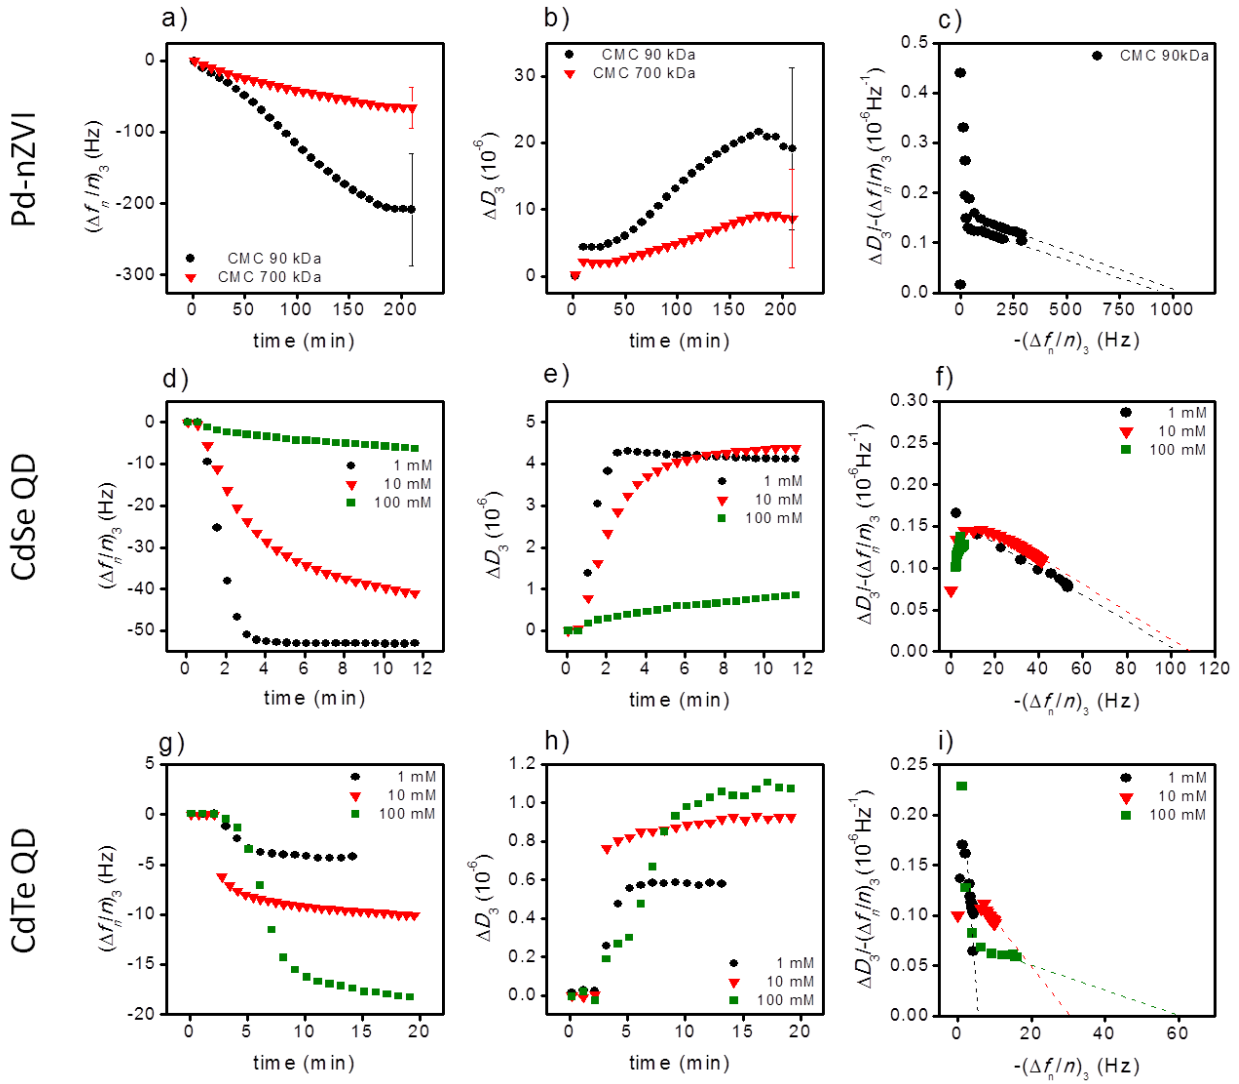 a)
b)
c)
Pd-nZVI
0
-100
-200
-300
(Δf_n/n)_3 (Hz)
CMC 90 kDa
CMC 700 kDa
0 50 100 150 200
time (min)
30
20
10
0
ΔD_3 (10^-6)
CMC 90 kDa
CMC 700 kDa
0 50 100 150 200
time (min)
0.5
0.4
0.3
0.2
0.1
0.0
ΔD_3/-(Δf_n/n)_3 (10^-6Hz^-1)
CMC 90kDa
0 250 500 750 1000
-(Δf_n/n)_3 (Hz)
d)
e)
f)
CdSe QD
0
-10
-20
-30
-40
-50
(Δf_n/n)_3 (Hz)
1 mM
10 mM
100 mM
0 2 4 6 8 10 12
time (min)
5
4
3
2
1
0
ΔD_3 (10^-6)
1 mM
10 mM
100 mM
0 2 4 6 8 10 12
time (min)
0.30
0.25
0.20
0.15
0.10
0.05
0.00
ΔD_3/-(Δf_n/n)_3 (10^-6Hz^-1)
1 mM
10 mM
100 mM
0 20 40 60 80 100 120
-(Δf_n/n)_3 (Hz)
g)
h)
i)
CdTe QD
5
0
-5
-10
-15
-20
(Δf_n/n)_3 (Hz)
1 mM
10 mM
100 mM
0 5 10 15 20
time (min)
1.2
1.0
0.8
0.6
0.4
0.2
0.0
ΔD_3 (10^-6)
1 mM
10 mM
100 mM
0 5 10 15 20
time (min)
0.25
0.20
0.15
0.10
0.05
0.00
ΔD_3/-(Δf_n/n)_3 (10^-6Hz^-1)
1 mM
10 mM
100 mM
0 20 40 60
-(Δf_n/n)_3 (Hz)